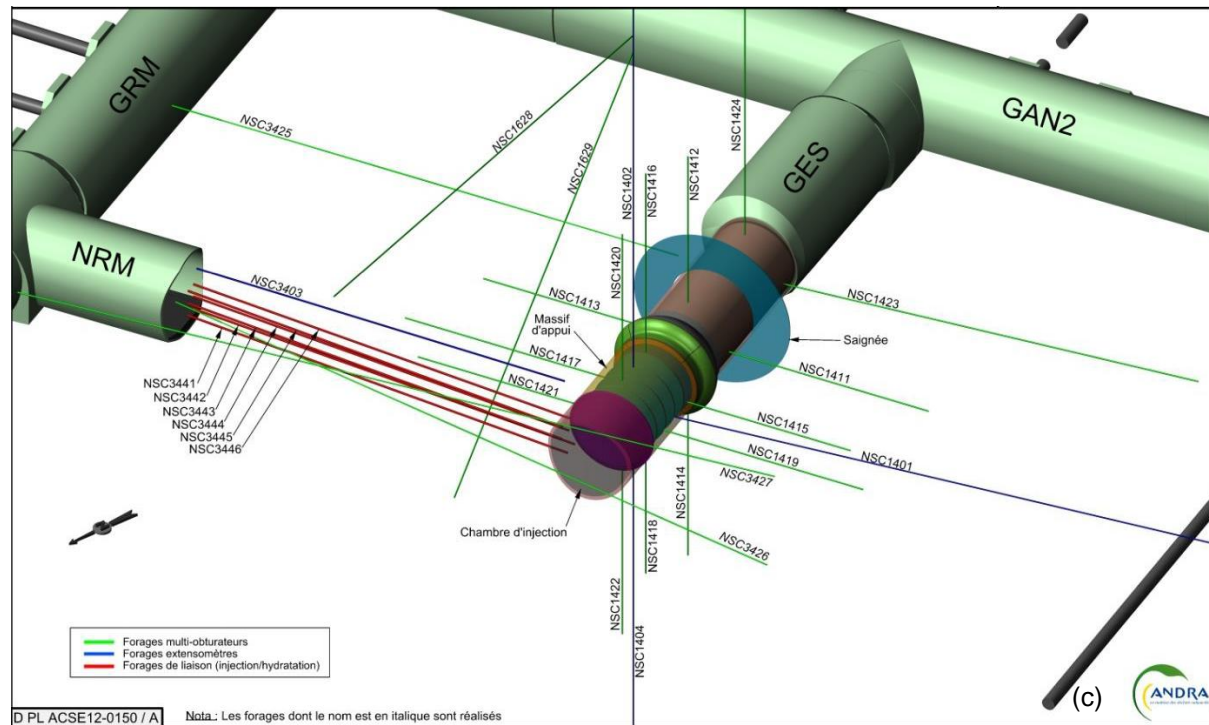 GRM
NSC3425
NSC1628
NSC1629
NSC1402
NSC1416
NSC1412
NSC1424
GAN2
GES
NRM
NSC3403
NSC1420
NSC1413
NSC1423
Massif
d'appui
Saignée
NSC1417
NSC1411
NSC1421
NSC3441
NSC3442
NSC3443
NSC3444
NSC3445
NSC3446
NSC1415
NSC1401
NSC1419
NSC3427
NSC1414
Chambre d'injection
NSC1418
NSC3426
NSC1422
NSC1404
Forages multi-obturateurs
Forages extensomètres
Forages de liaison (injection/hydratation)
D PL ACSE12-0150 / A
Nota : Les forages dont le nom est en italique sont réalisés
(c)
ANDRA